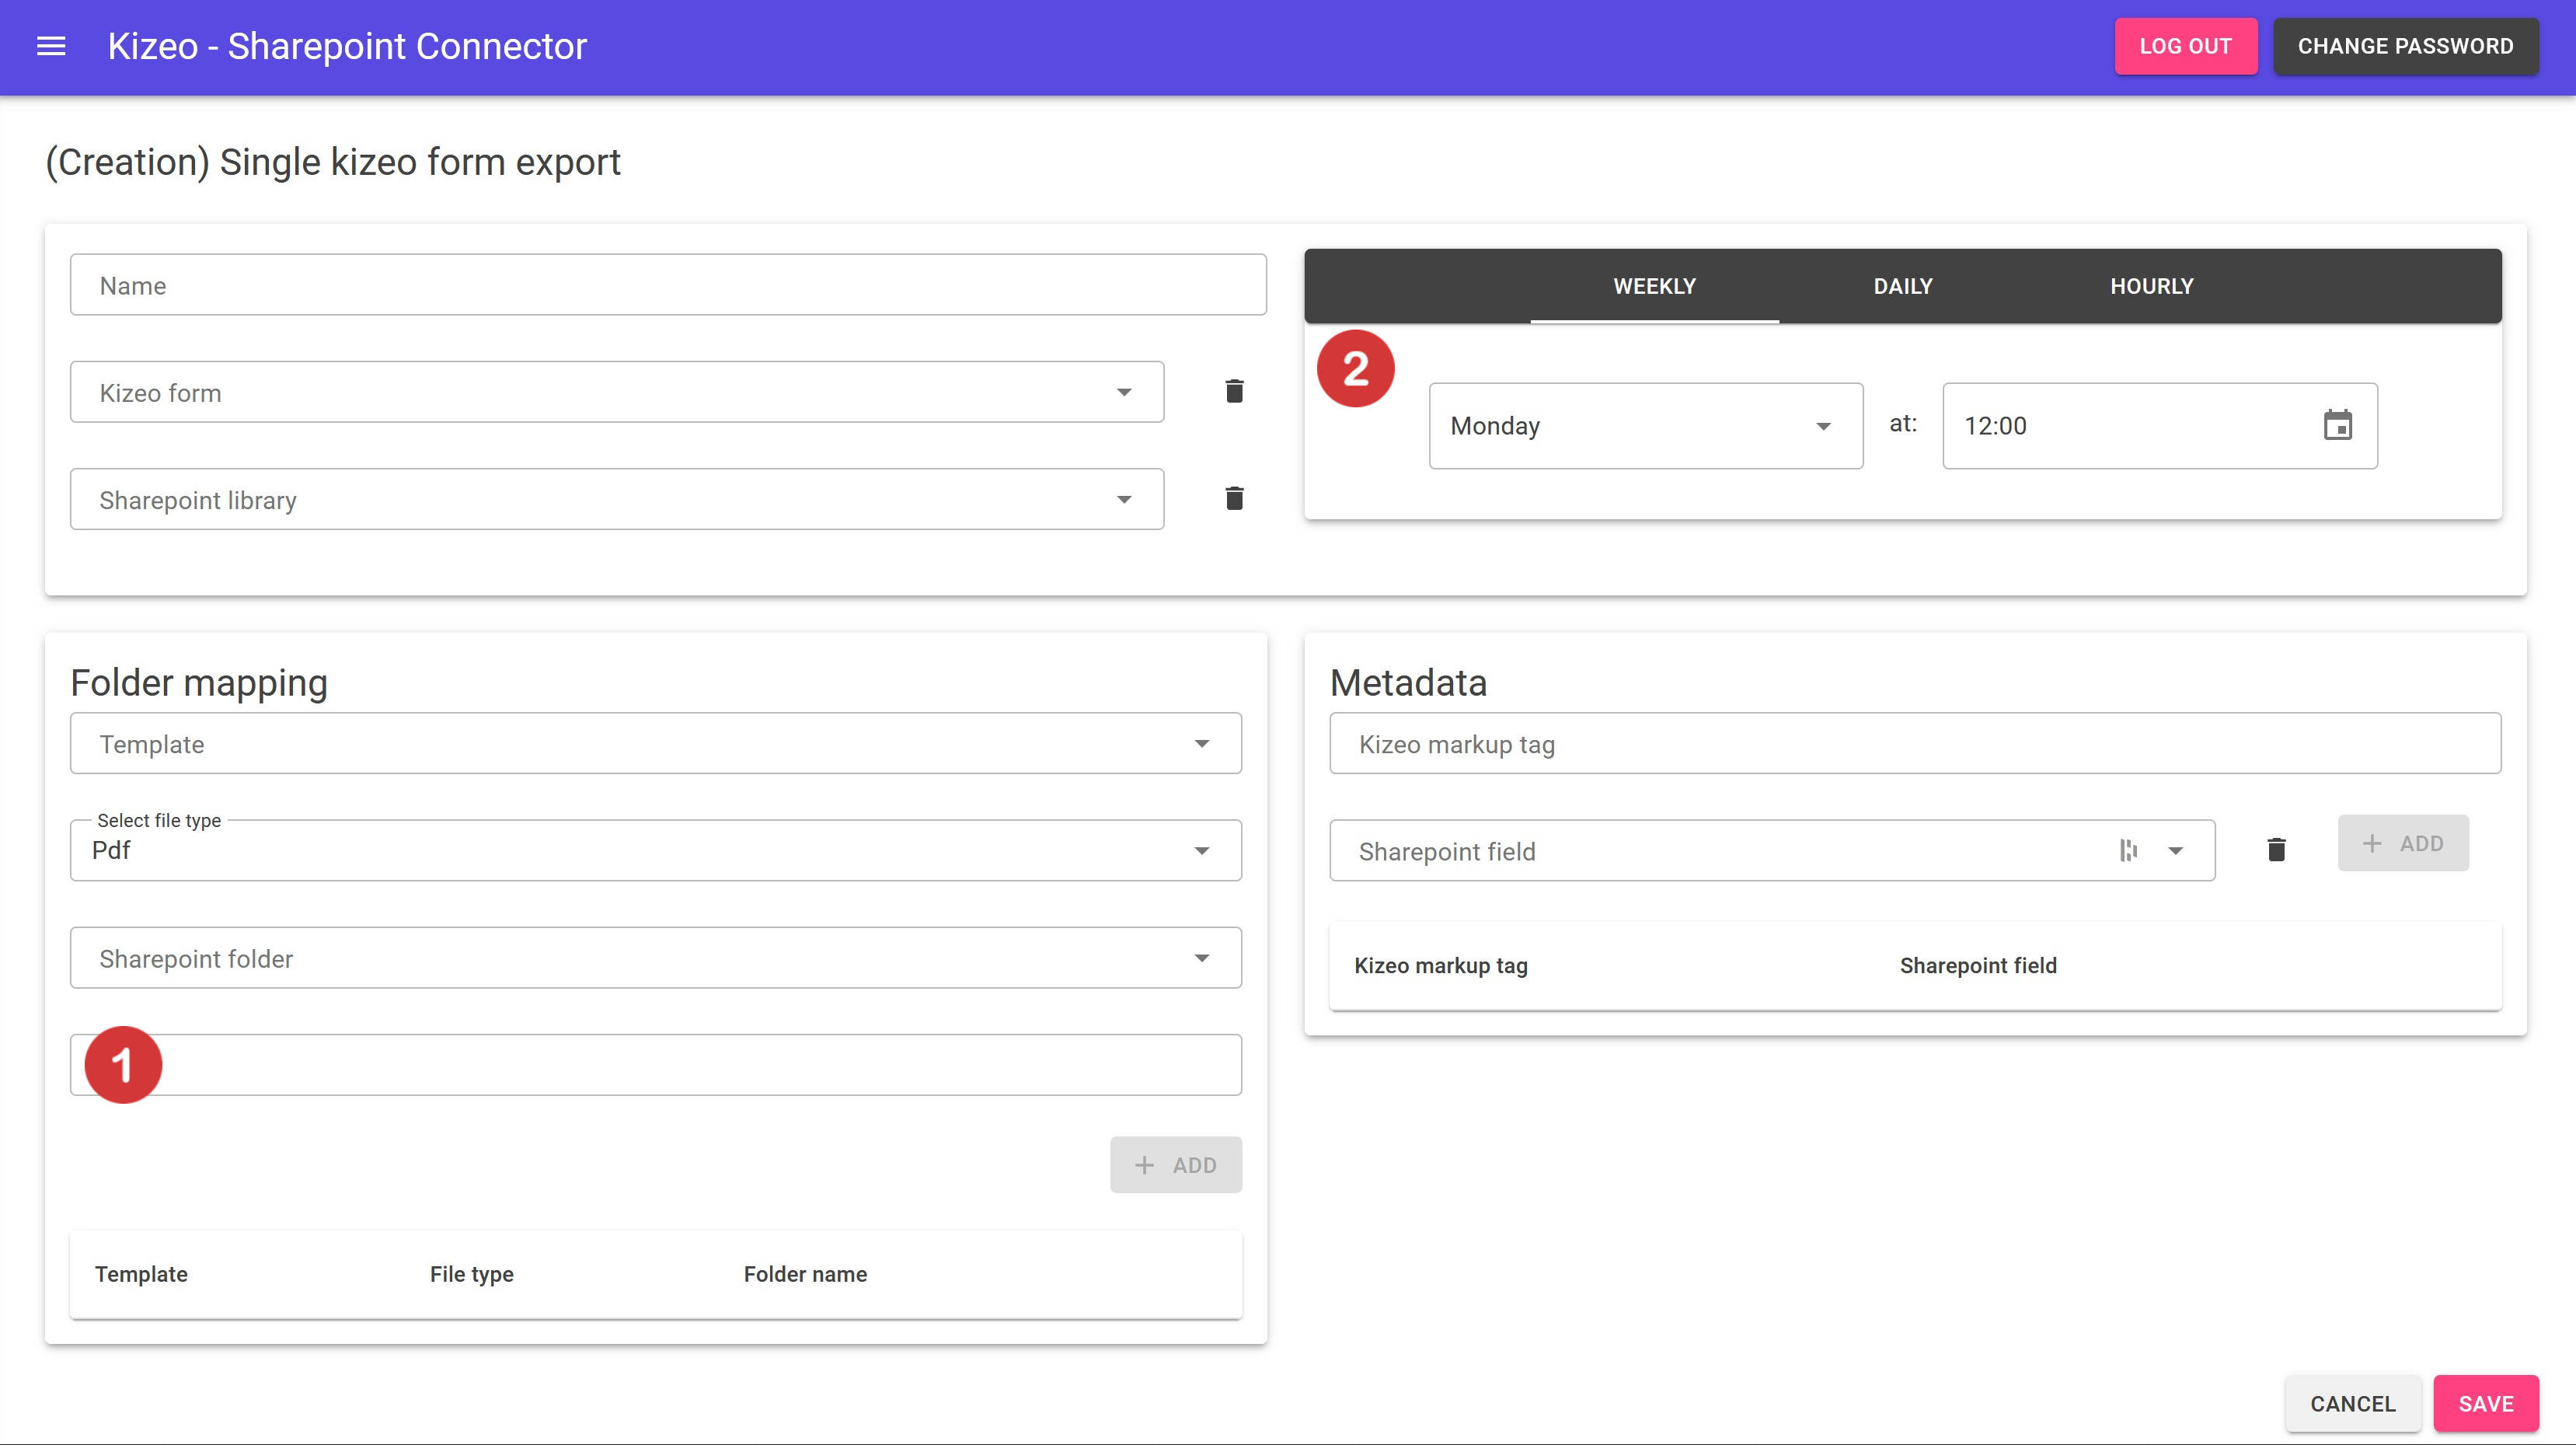 Kizeo - Sharepoint Connector
LOG OUT
CHANGE PASSWORD
(Creation) Single kizeo form export
Name
Kizeo form
Sharepoint library
WEEKLY DAILY HOURLY
2
Monday at: 12:00
Folder mapping
Template
Select file type
Pdf
Sharepoint folder
1
+ ADD
Template File type Folder name
Metadata
Kizeo markup tag
Sharepoint field
+ ADD
Kizeo markup tag Sharepoint field
CANCEL
SAVE